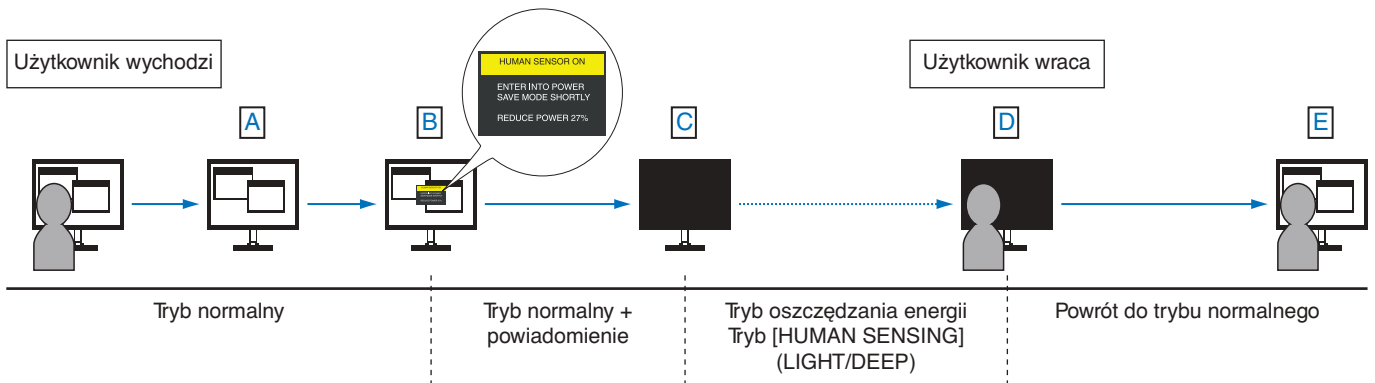 Użytkownik wychodzi
HUMAN SENSOR ON
ENTER INTO POWER
SAVE MODE SHORTLY
REDUCE POWER 27%
Użytkownik wraca
A
B
C
D
E
Tryb normalny
Tryb normalny +
powiadomienie
Tryb oszczędzania energii
Tryb [HUMAN SENSING]
(LIGHT/DEEP)
Powrót do trybu normalnego